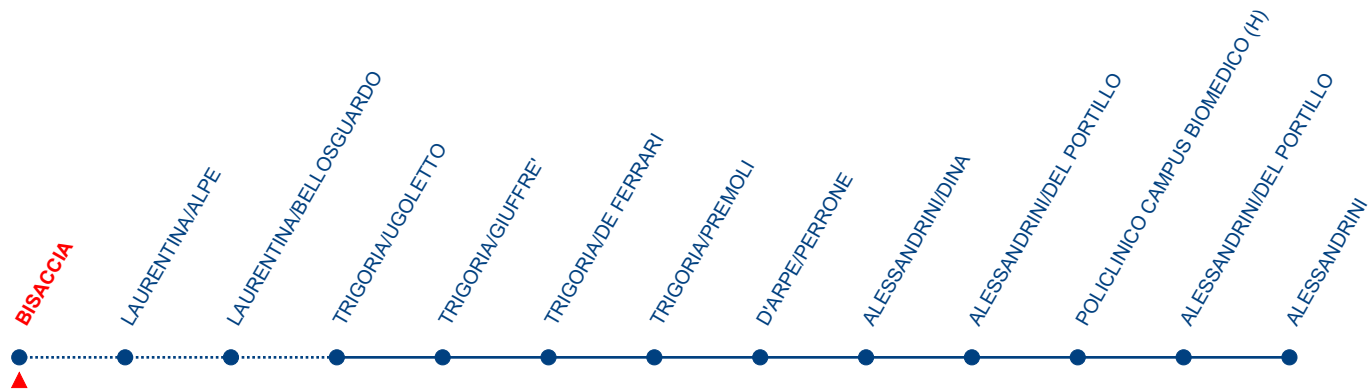 BISACCIA
LAURENTINA/ALPE
LAURENTINA/BELLOSGUARDO
TRIGORIA/UGOLETTO
TRIGORIA/GIUFFRE'
TRIGORIA/DE FERRARI
TRIGORIA/PREMOLI
D'ARPE/PERRONE
ALESSANDRINI/DINA
ALESSANDRINI/DEL PORTILLO
POLICLINICO CAMPUS BIOMEDICO (H)
ALESSANDRINI/DEL PORTILLO
ALESSANDRINI